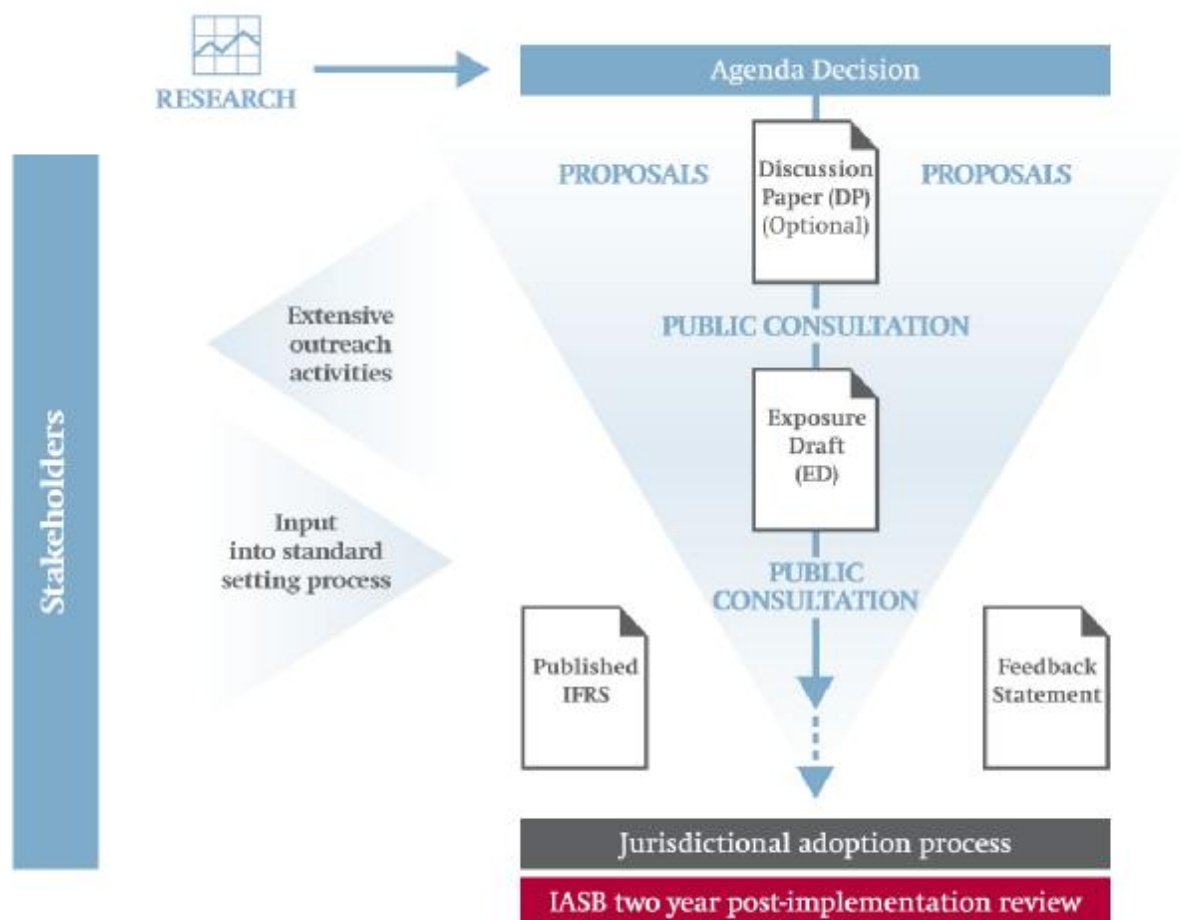 RESEARCH
Agenda Decision
PROPOSALS
Discussion
Paper (DP)
(Optional)
PROPOSALS
PUBLIC CONSULTATION
Exposure
Draft
(ED)
PUBLIC
CONSULTATION
Stakeholders
Extensive
outreach
activities
Input
into standard
setting process
Published
IFRS
Feedback
Statement
Jurisdictional adoption process
IASB two year post-implementation review